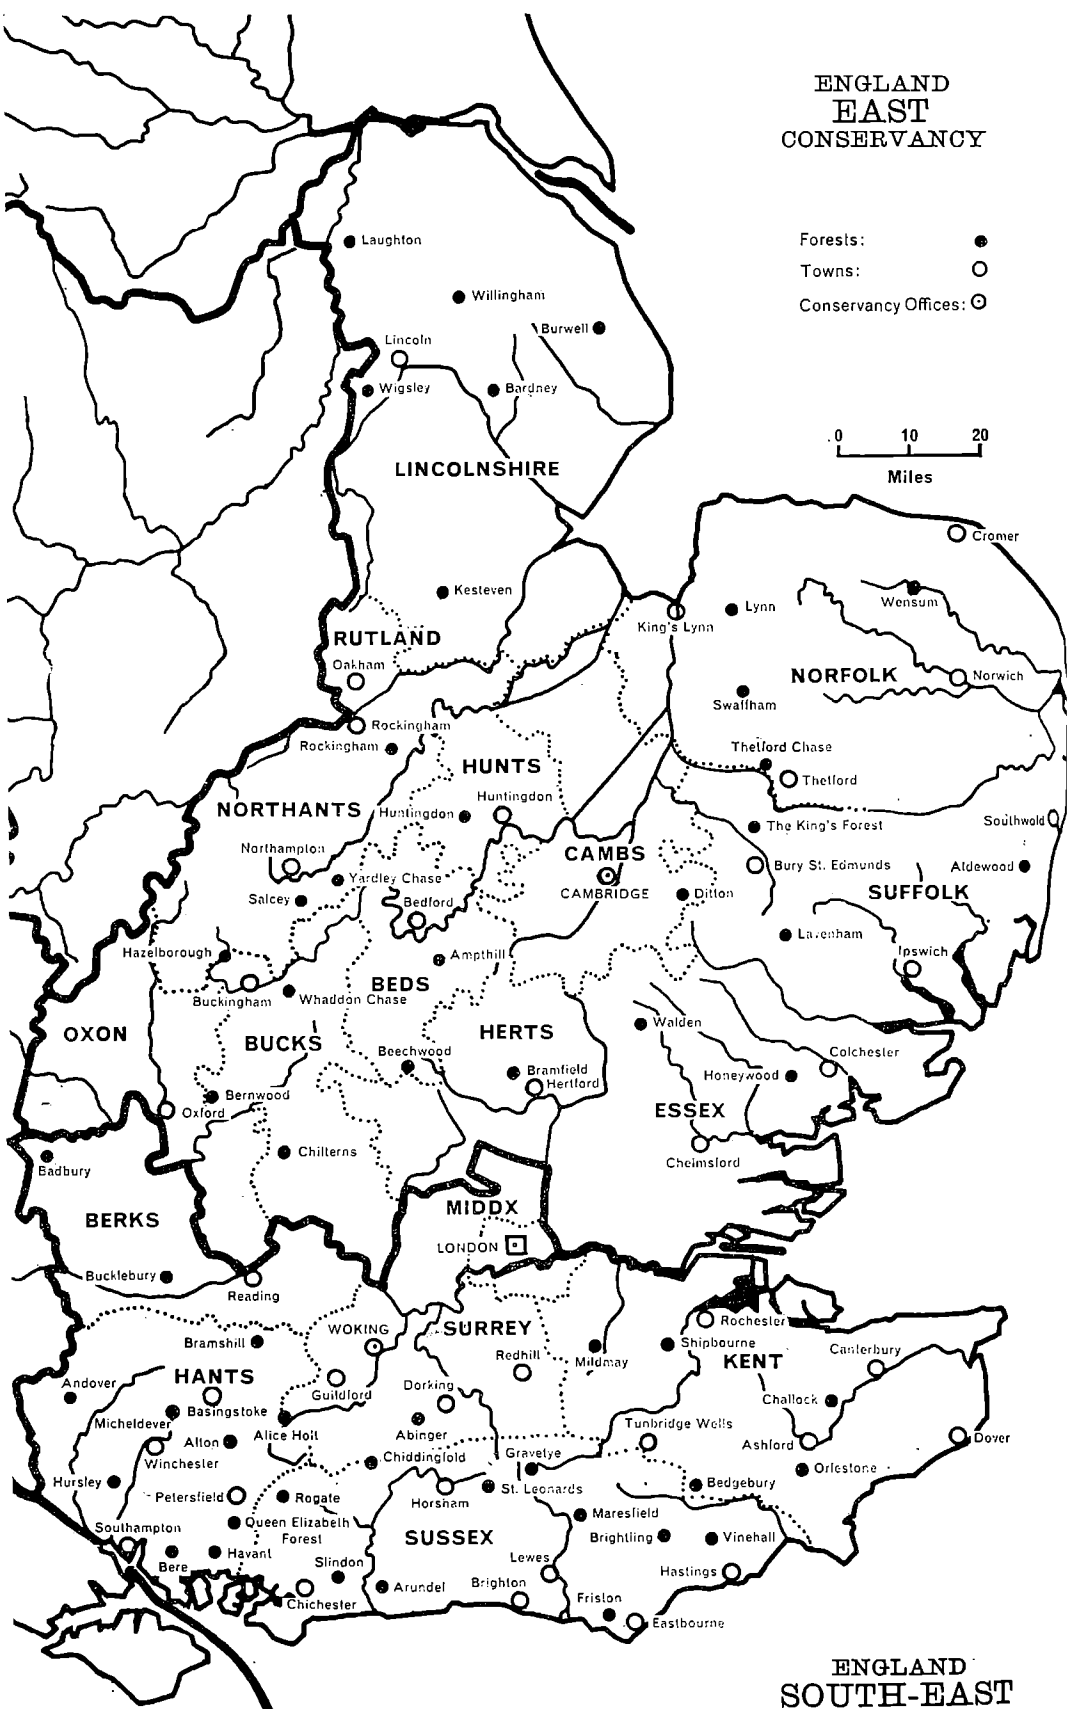 ENGLAND
EAST
CONSERVANCY
Forests:
Towns:
Conservancy Offices:
0 10 20
Miles
Laughton
Willingham
Burwell
Lincoln
Wigsley
Bardney
LINCOLNSHIRE
Cromer
Kesteven
Wensum
Lynn
King's Lynn
RUTLAND
Oakham
NORFOLK
Norwich
Swaffham
Rockingham
Rockingham
Thetford Chase
Thetford
HUNTS
Huntingdon
NORTHANTS
Huntingdon
The King's Forest
Southwold
Northampton
CAMBS
CAMBRIDGE
Bury St. Edmunds
Aldewood
Yardley Chase
Salcey
Bedford
Ditton
SUFFOLK
Lavenham
Hazelborough
Ampthill
Ipswich
BEDS
Buckingham
Whaddon Chase
OXON
BUCKS
HERTS
Walden
Beechwood
Colchester
Bramfield
Hertford
Honeywood
Bernwood
Oxford
ESSEX
Chilterns
Chelmsford
Badbury
BERKS
MIDDX
LONDON
Bucklebury
Reading
Rochester
WOKING
SURREY
Bramshill
Shipbourne
Redhill
Mildmay
KENT
Canterbury
HANTS
Andover
Guildford
Dorking
Challock
Basingstoke
Micheldever
Alice Holt
Abinger
Tunbridge Wells
Alton
Ashford
Dover
Winchester
Chiddingfold
Gravetye
Orlestone
Hursley
Petersfield
Rogate
Horsham
St. Leonards
Bedgebury
Maresfield
Queen Elizabeth
Forest
Southampton
SUSSEX
Brightling
Vinehall
Bere
Havant
Slindon
Lewes
Hastings
Arundel
Brighton
Chichester
Friston
Eastbourne
ENGLAND
SOUTH-EAST